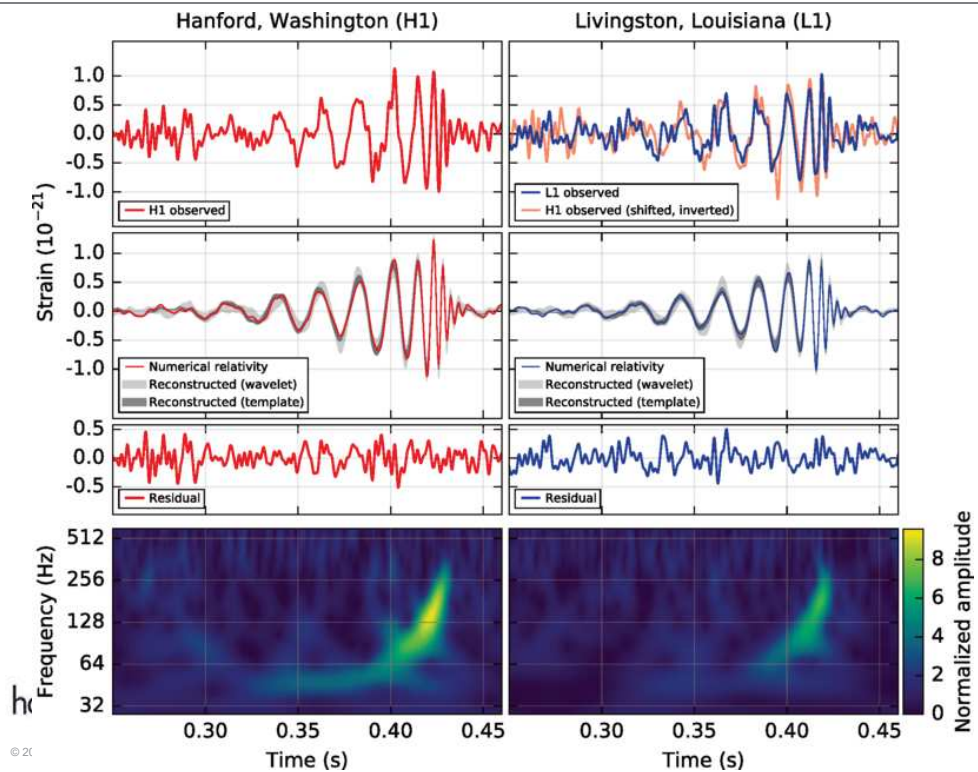 Hanford, Washington (H1)
Livingston, Louisiana (L1)
Strain (10⁻²¹)
1.0
0.5
0.0
-0.5
-1.0
H1 observed
L1 observed
H1 observed (shifted, inverted)
1.0
0.5
0.0
-0.5
-1.0
Numerical relativity
Reconstructed (wavelet)
Reconstructed (template)
Numerical relativity
Reconstructed (wavelet)
Reconstructed (template)
0.5
0.0
-0.5
Residual
Residual
Frequency (Hz)
512
256
128
64
32
Normalized amplitude
8
6
4
2
0
0.30
0.35
0.40
0.45
0.30
0.35
0.40
0.45
Time (s)
Time (s)